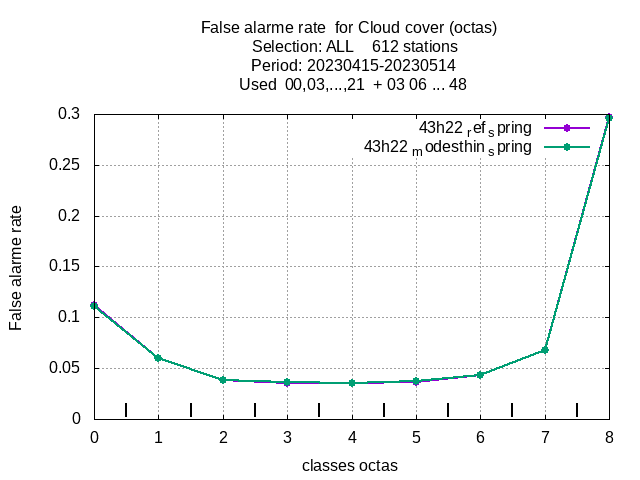 False alarme rate  for Cloud cover (octas)
Selection: ALL    612 stations
Period: 20230415-20230514
Used  00,03,...,21  + 03 06 ... 48
43h22 ref spring
43h22 modesthin spring
0.3
0.25
0.2
0.15
0.1
0.05
0
False alarme rate
0 1 2 3 4 5 6 7 8
classes octas